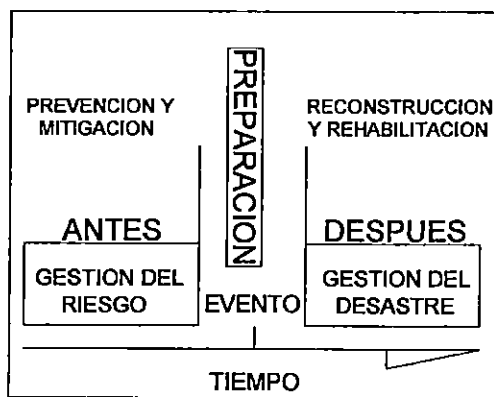 PREVENCION Y
MITIGACION
ANTES
GESTION DEL
RIESGO
PREPARACION
EVENTO
RECONSTRUCCION
Y REHABILITACION
DESPUES
GESTION DEL
DESASTRE
TIEMPO